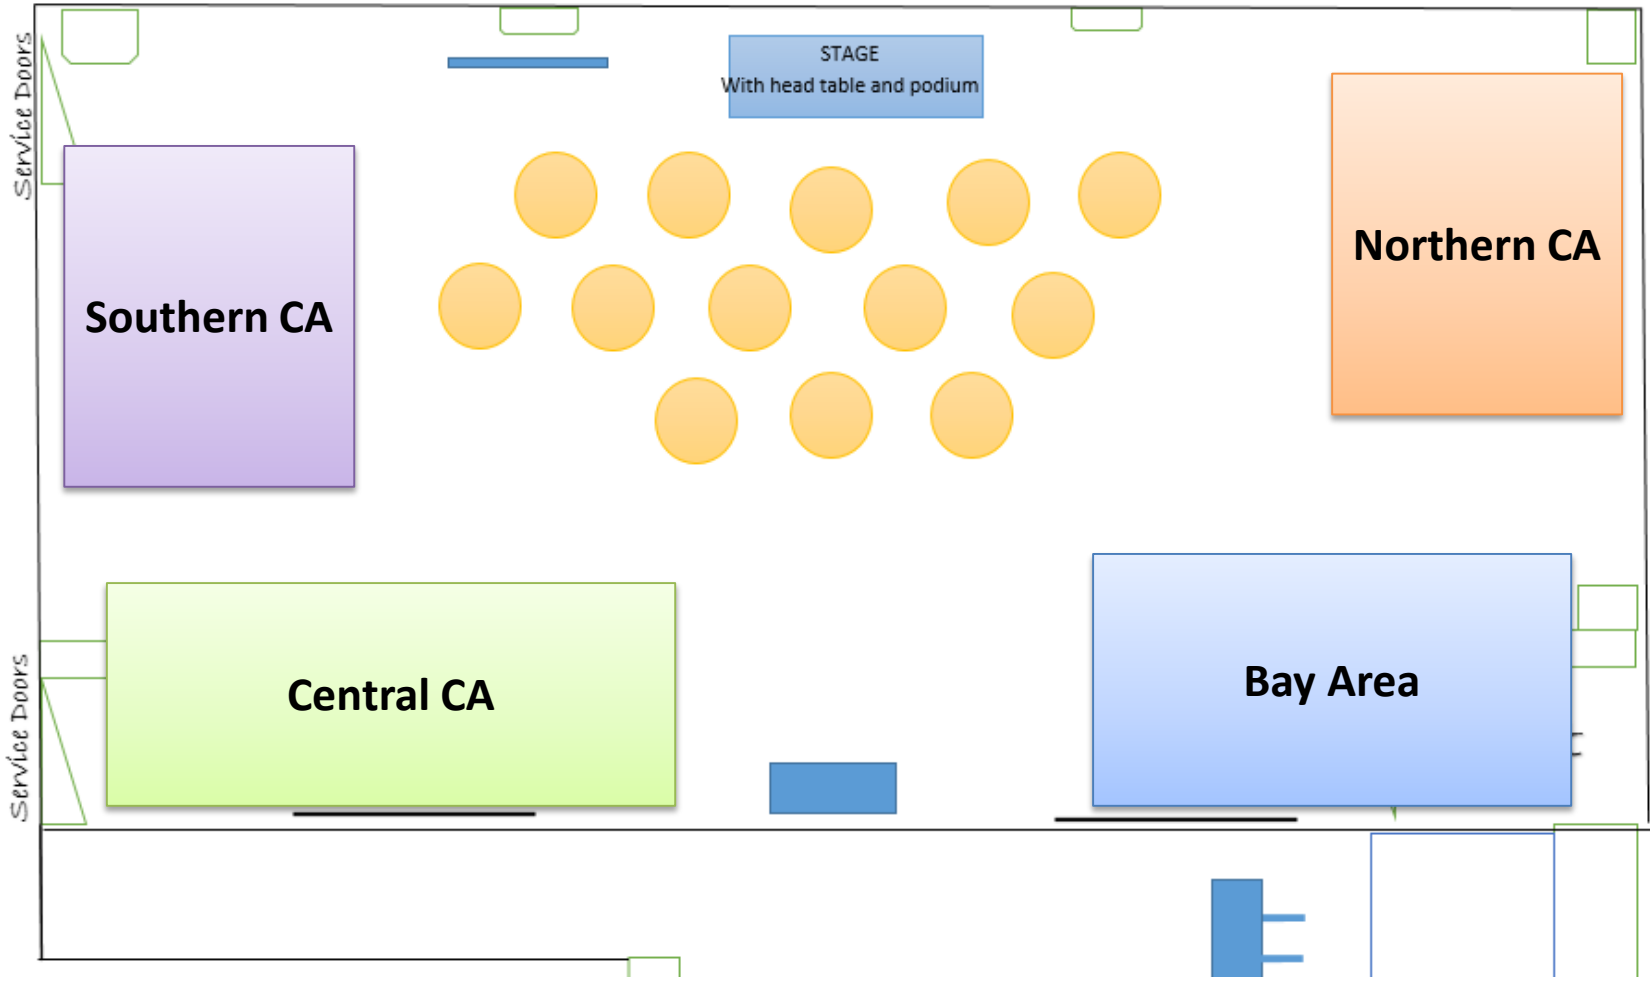 Service Doors
STAGE
With head table and podium
Northern CA
Southern CA
Service Doors
Central CA
Bay Area